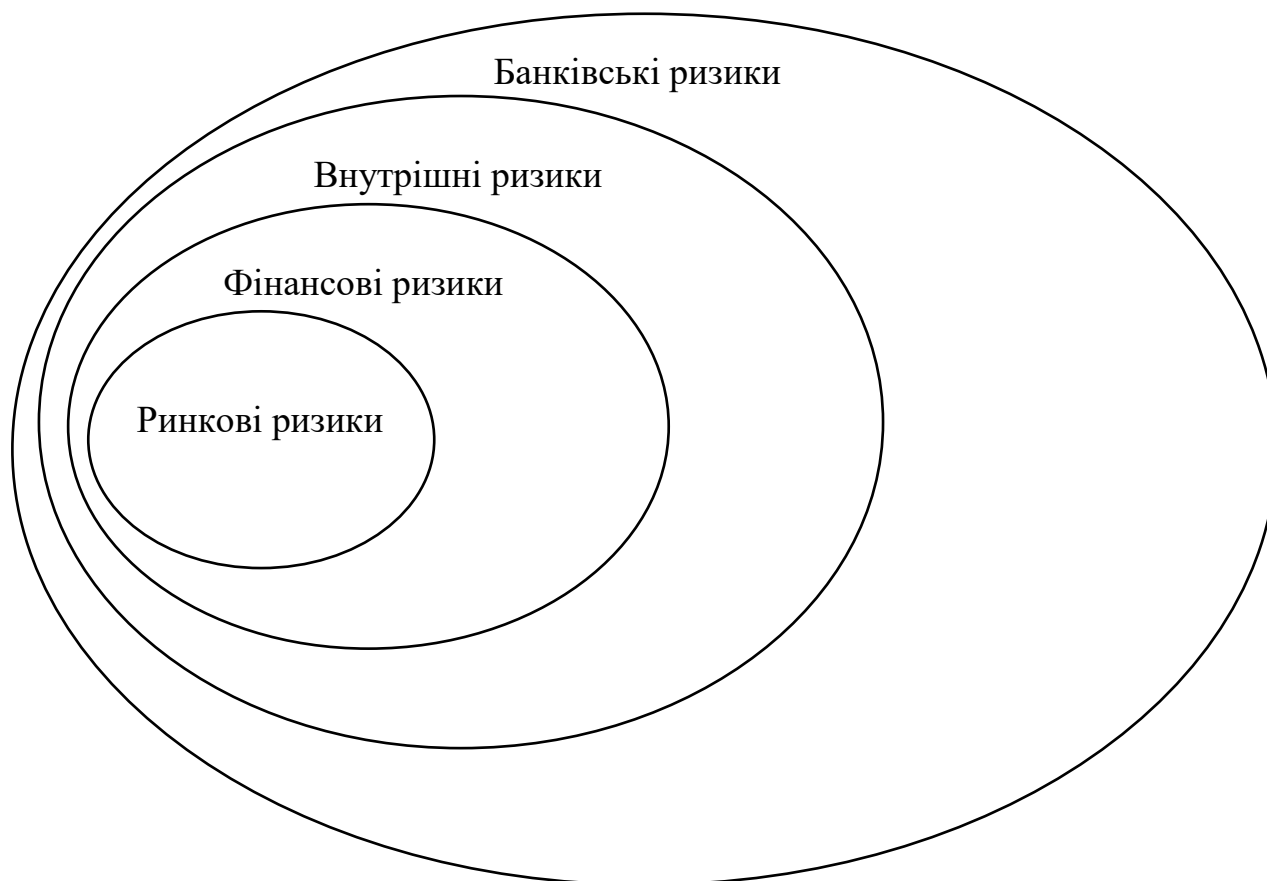 Банківські ризики
Внутрішні ризики
Фінансові ризики
Ринкові ризики